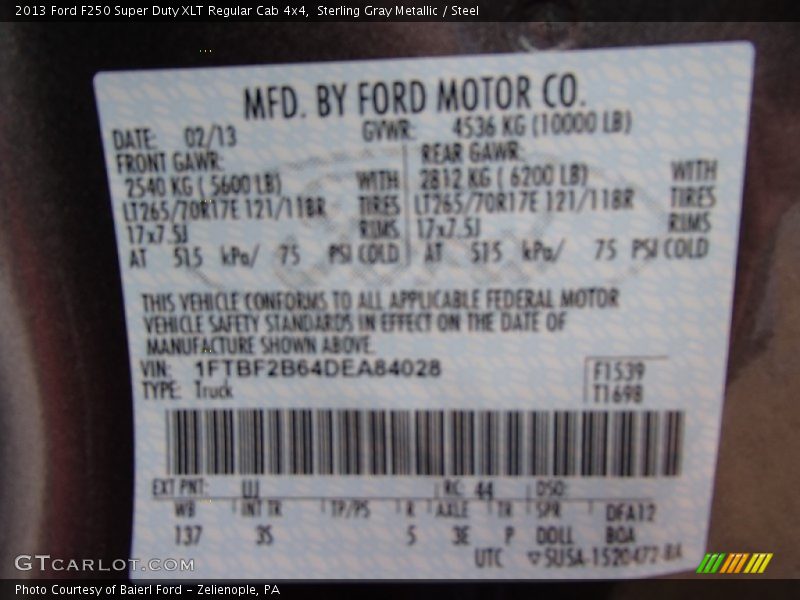 2013 Ford F250 Super Duty XLT Regular Cab 4x4, Sterling Gray Metallic / Steel
MFD. BY FORD MOTOR CO.
DATE: 02/13 GVWR: 4536 KG (10000 LB)
FRONT GAWR: REAR GAWR:
2540 KG ( 5600 LB) WITH 2812 KG ( 6200 LB) WITH
LT265/70R17E 121/118R TIRES LT265/70R17E 121/118R TIRES
17x7.5J RIMS 17x7.5J RIMS
AT 515 kPa/ 75 PSI COLD AT 515 kPa/ 75 PSI COLD
THIS VEHICLE CONFORMS TO ALL APPLICABLE FEDERAL MOTOR
VEHICLE SAFETY STANDARDS IN EFFECT ON THE DATE OF
MANUFACTURE SHOWN ABOVE.
VIN: 1FTBF2B64DEA84028 F1539
TYPE: Truck T1698
EXT PNT: UJ RC: 44 DSO:
WB INT TR TP/PS R AXLE TR SPR DFA12
137 3S 5 3E P DOLL BOA
UTC ▽SU5A-1520472-BA
GTCARLOT.COM
Photo Courtesy of Baierl Ford - Zelienople, PA